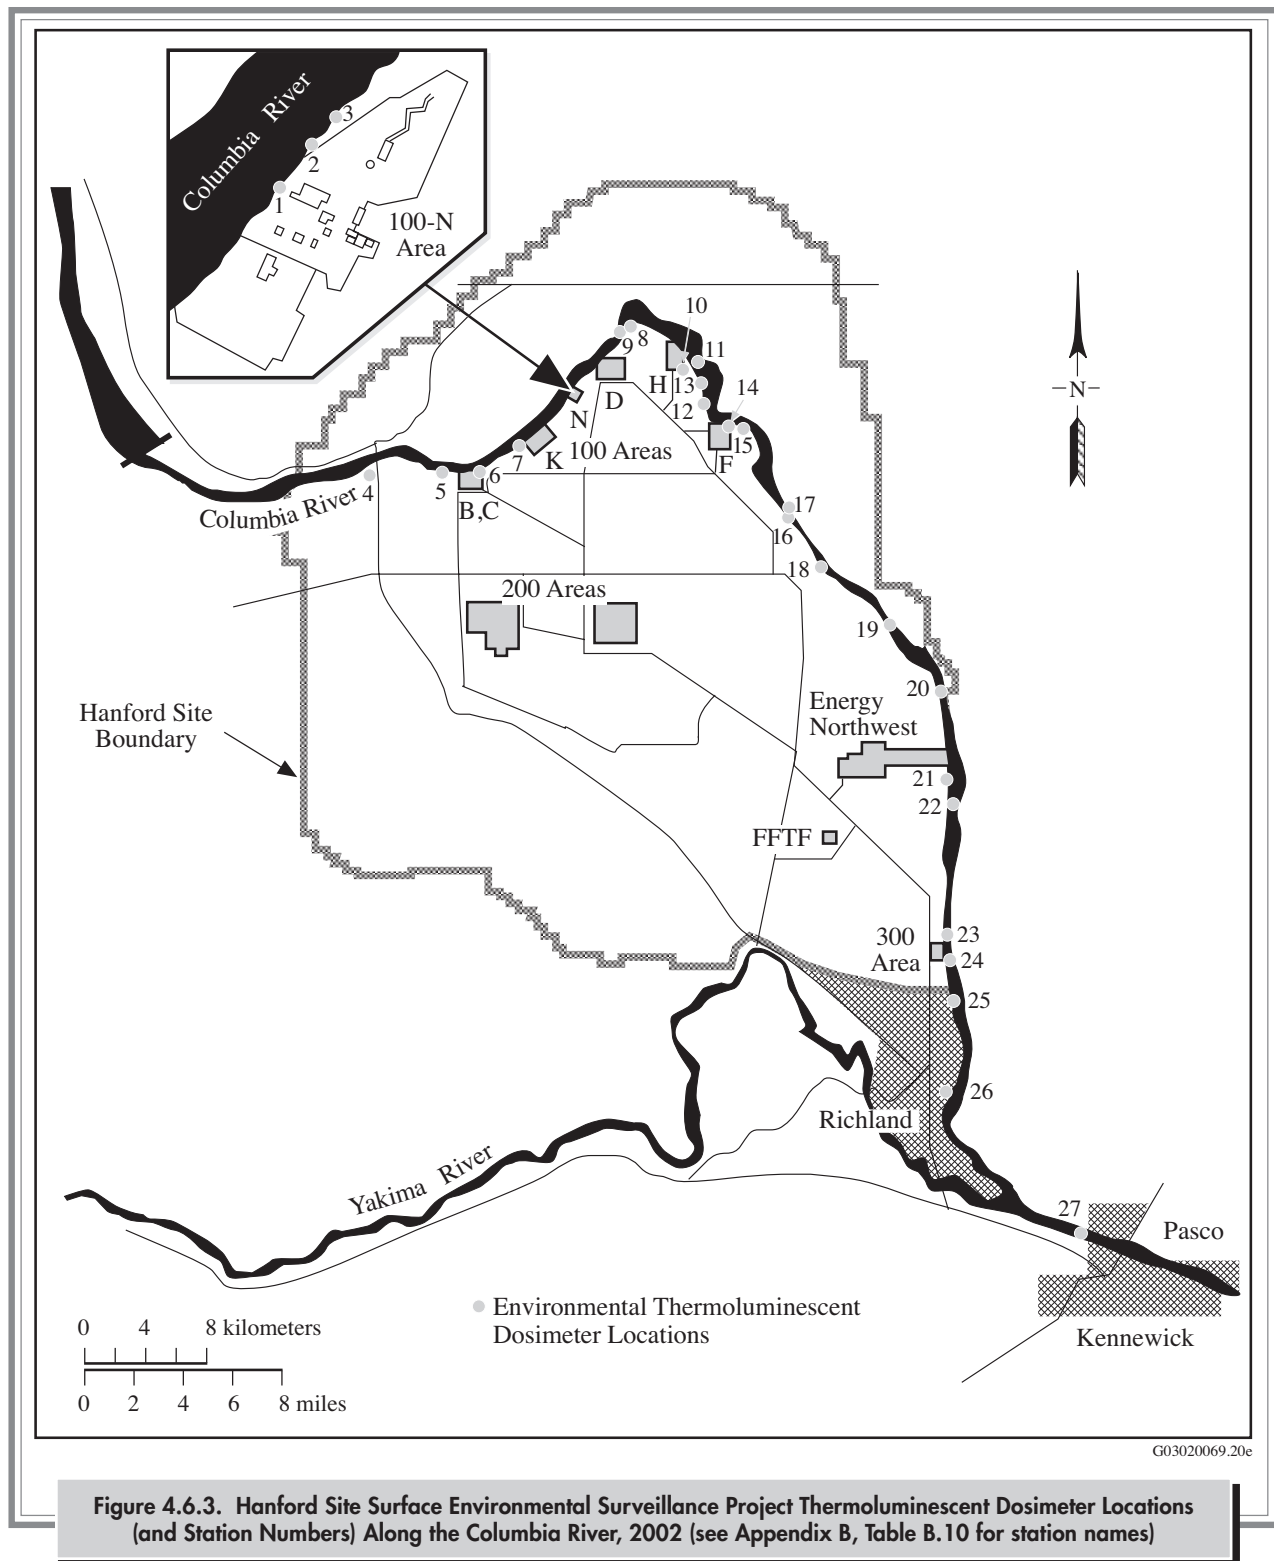 Columbia River
3
2
1
100-N
Area
10
8
9
11
H
13
14
D
12
N
15
7
K
100 Areas
F
6
5
4
B,C
Columbia River
17
16
18
200 Areas
19
N
20
Energy
Northwest
Hanford Site
Boundary
21
22
FFTF
23
300
Area
24
25
26
Richland
Yakima River
27
Pasco
Kennewick
Environmental Thermoluminescent
Dosimeter Locations
0 4 8 kilometers
0 2 4 6 8 miles
G03020069.20e
Figure 4.6.3. Hanford Site Surface Environmental Surveillance Project Thermoluminescent Dosimeter Locations
(and Station Numbers) Along the Columbia River, 2002 (see Appendix B, Table B.10 for station names)